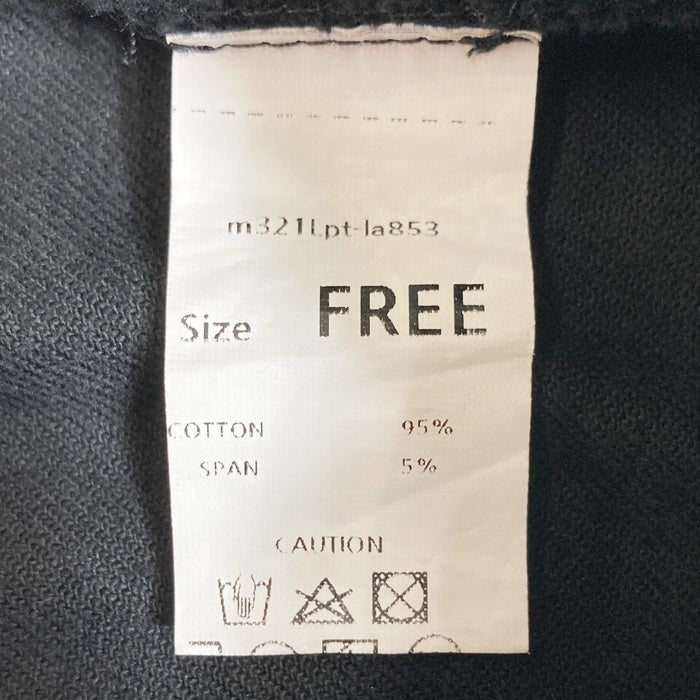 m321Lpt-la853
Size FREE
COTTON 95%
SPAN 5%
CAUTION